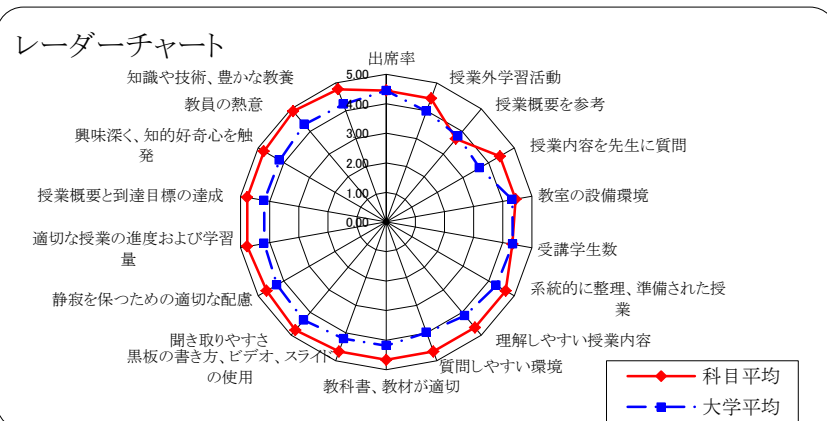 レーダーチャート
出席率
授業外学習活動
授業概要を参考
授業内容を先生に質問
教室の設備環境
受講学生数
系統的に整理、準備された授
業
理解しやすい授業内容
質問しやすい環境
教科書、教材が適切
黒板の書き方、ビデオ、スライド
の使用
聞き取りやすさ
静寂を保つための適切な配慮
適切な授業の進度および学習
量
授業概要と到達目標の達成
興味深く、知的好奇心を触
発
教員の熱意
知識や技術、豊かな教養
5.00
4.00
3.00
2.00
1.00
0.00
科目平均
大学平均